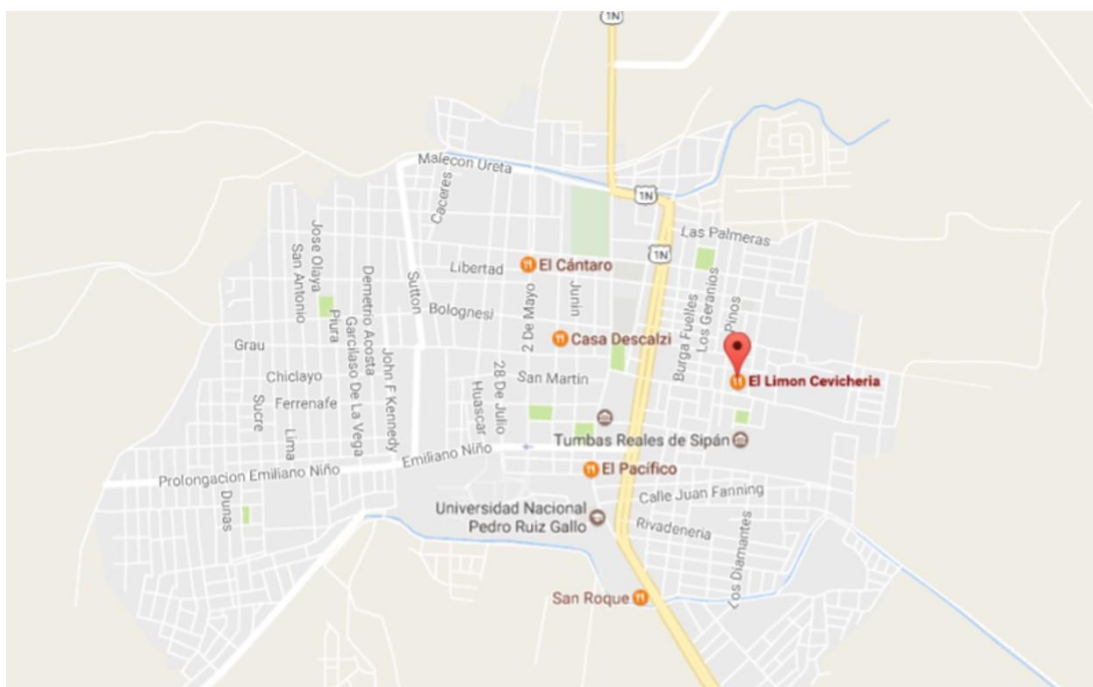 1N
Malecon Ureta
1N
Caceres
Las Palmeras
1N
Jose Olaya
San Antonio
Libertad
El Cántaro
Demetrio Acosta
Sutton
Junin
Los Geranios
Pinos
Bolognesi
2 De Mayo
Piura
Garcilaso De La Vega
Burga Fuelles
Casa Descalzi
Grau
John F Kennedy
Chiclayo
28 De Julio
San Martin
El Limon Cevicheria
Huascar
Ferrenafe
Sucre
Lima
Tumbas Reales de Sipán
Emiliano Niño
El Pacífico
Prolongacion Emiliano Niño
Calle Juan Fanning
Dunas
Universidad Nacional
Pedro Ruiz Gallo
Rivadeneria
Los Diamantes
San Roque